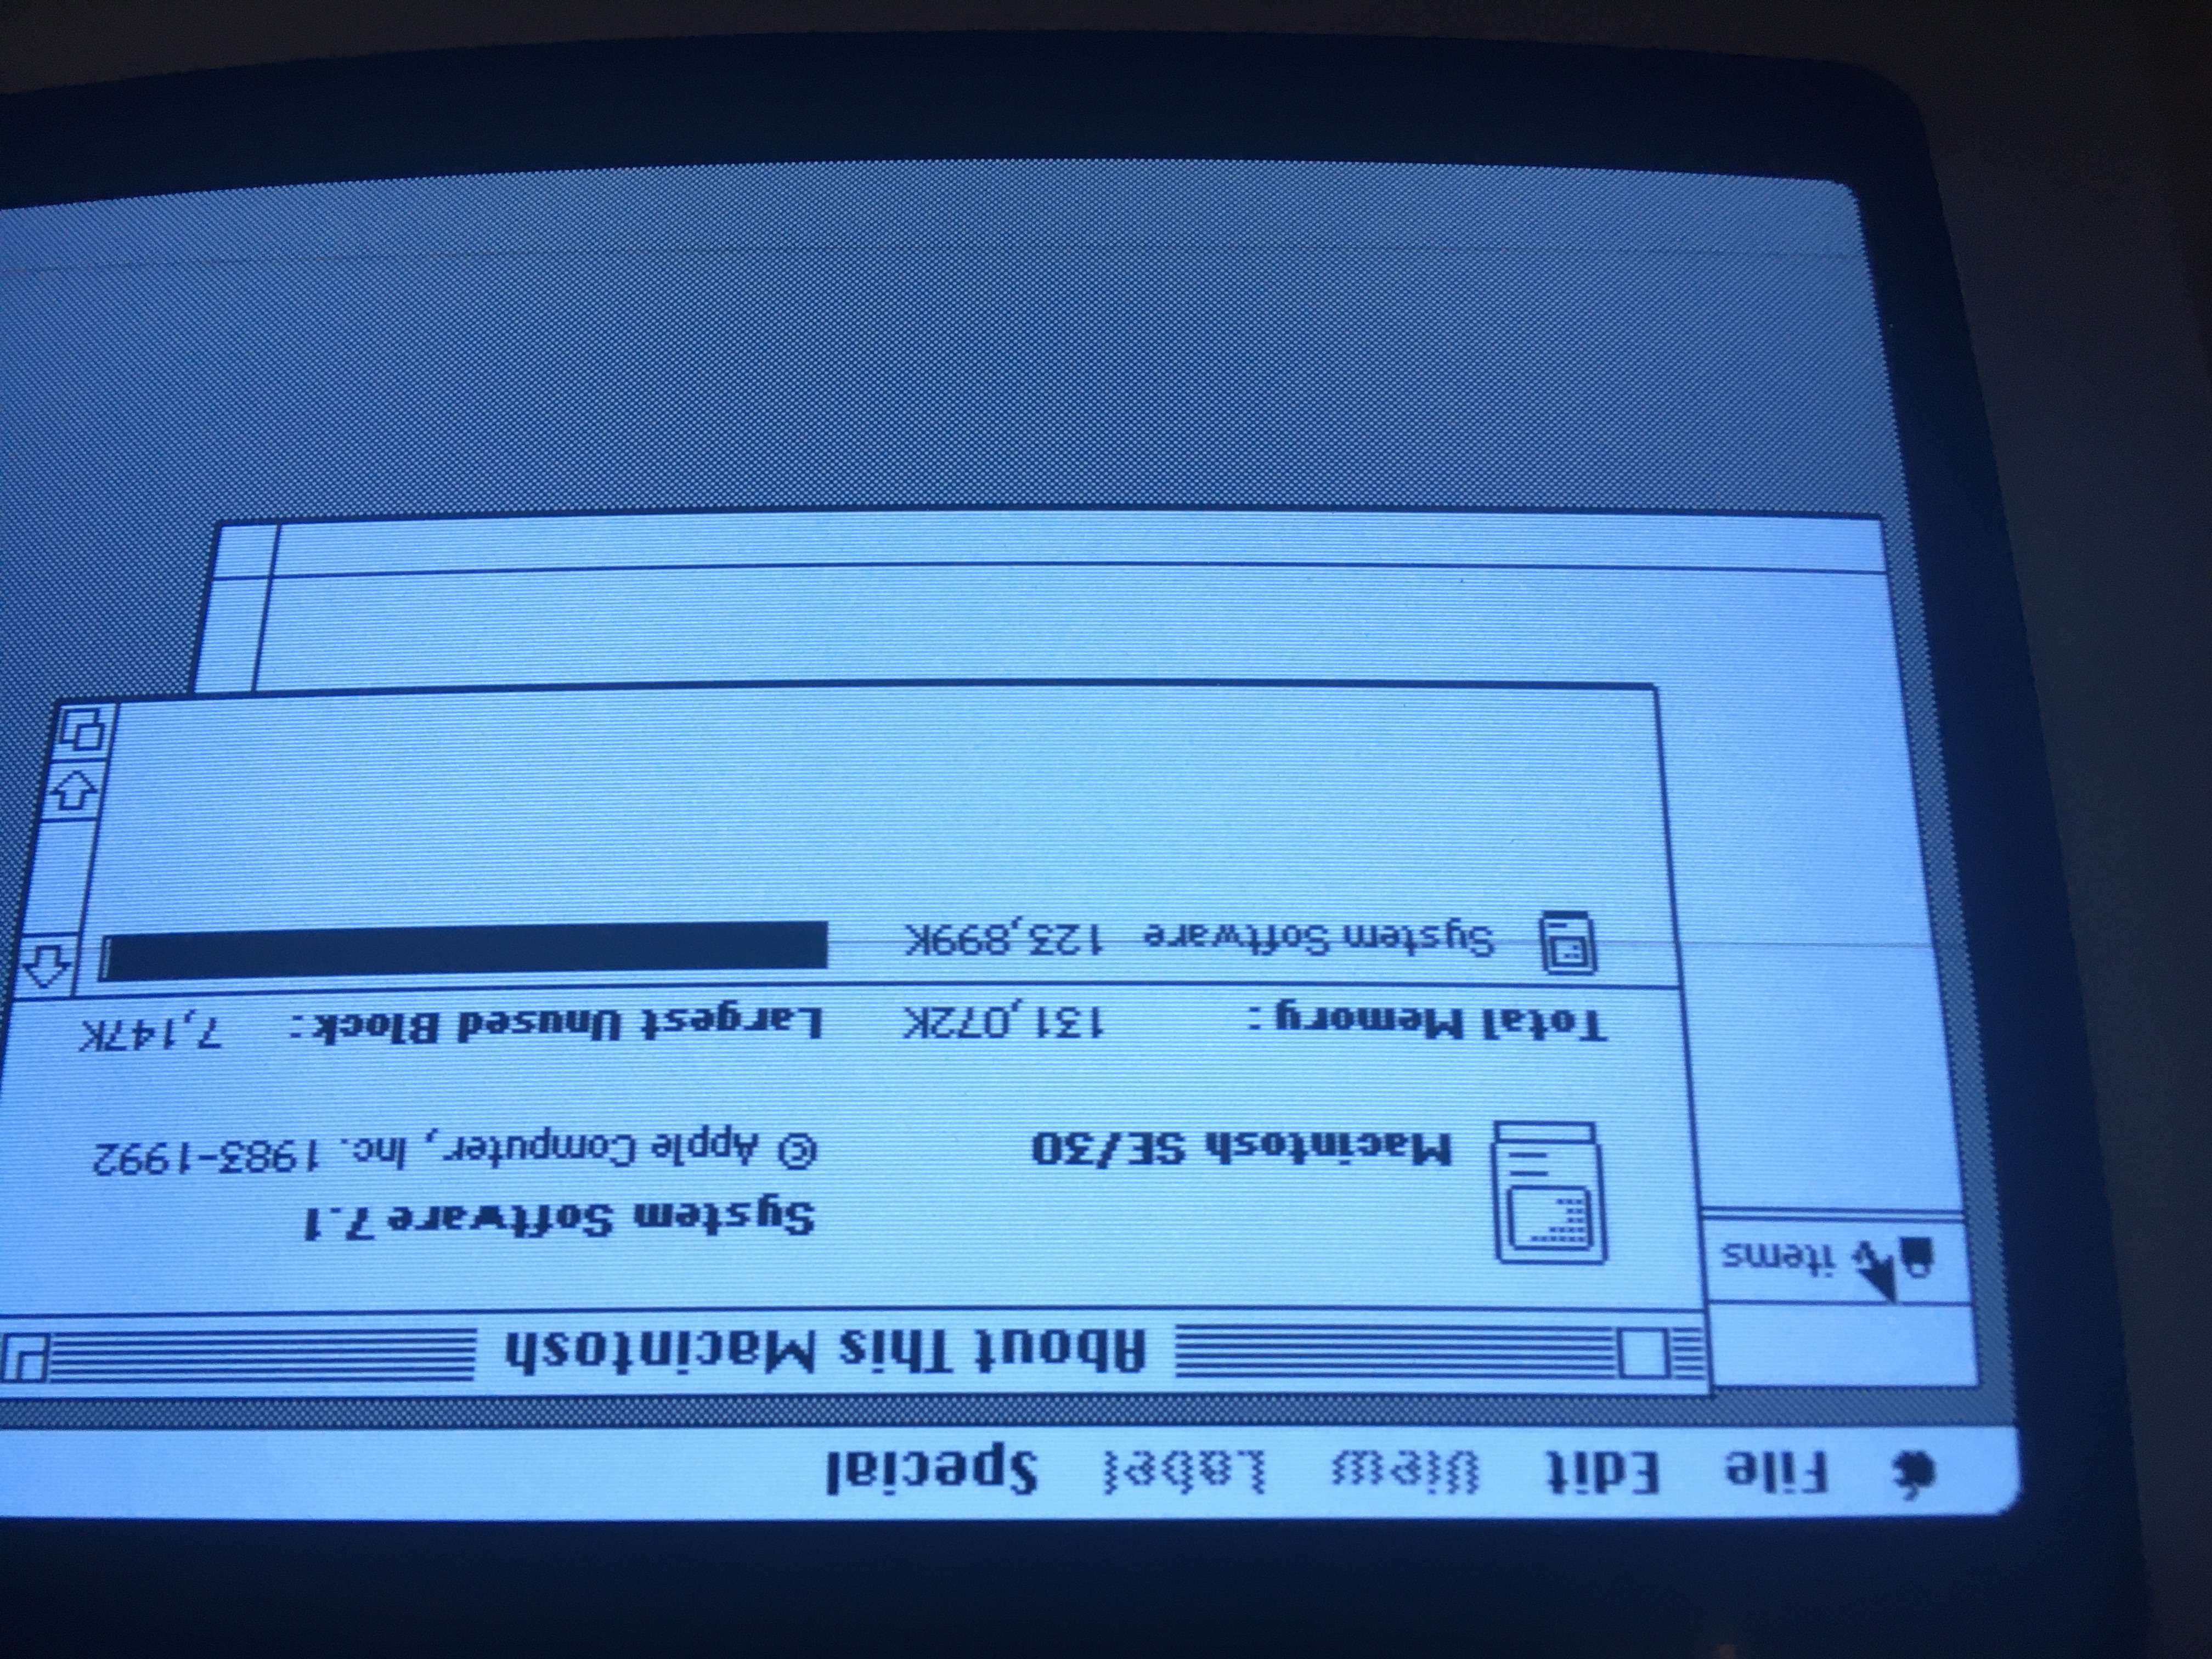 File Edit View Label Special
About This Macintosh
items
System Software 7.1
Macintosh SE/30
© Apple Computer, Inc. 1983-1992
Total Memory: 131,072K Largest Unused Block: 7,147K
System Software 123,899K